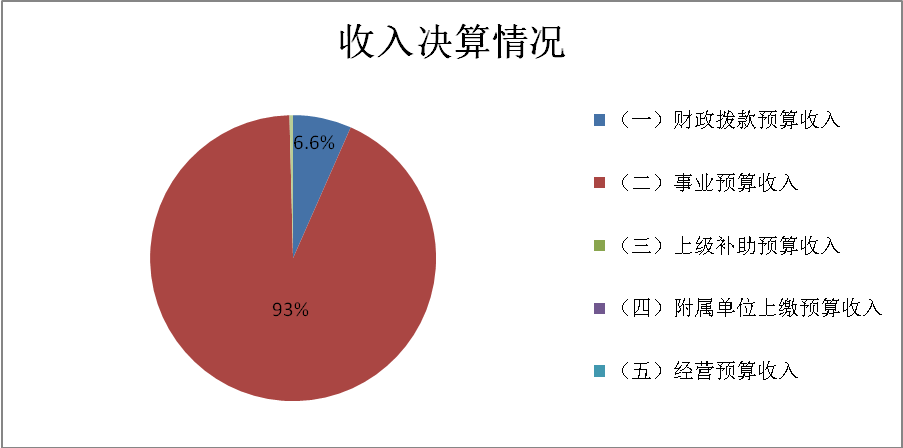 收入决算情况
6.6%
93%
（一）财政拨款预算收入
（二）事业预算收入
（三）上级补助预算收入
（四）附属单位上缴预算收入
（五）经营预算收入